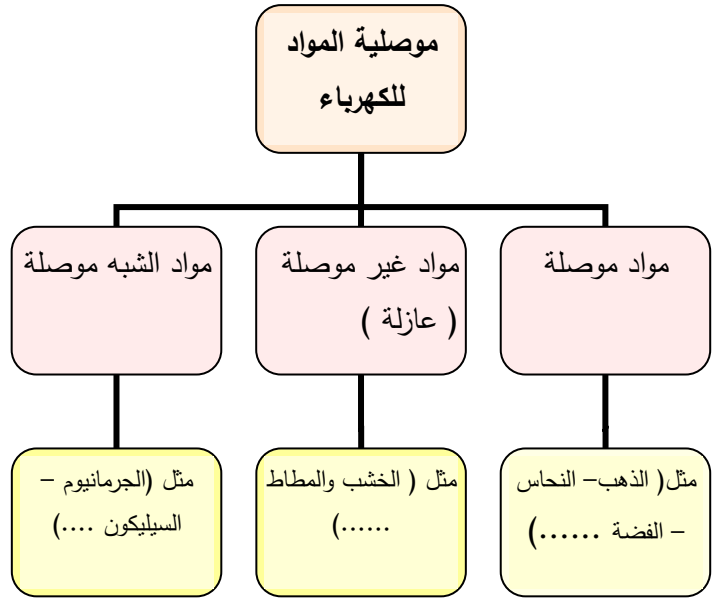 موصلية المواد
للكهرباء
مواد موصلة
مواد غير موصلة
( عازلة )
مواد الشبه موصلة
مثل( الذهب– النحاس
– الفضة ......)
مثل ( الخشب والمطاط
......)
مثل (الجرمانيوم –
السيليكون ....)